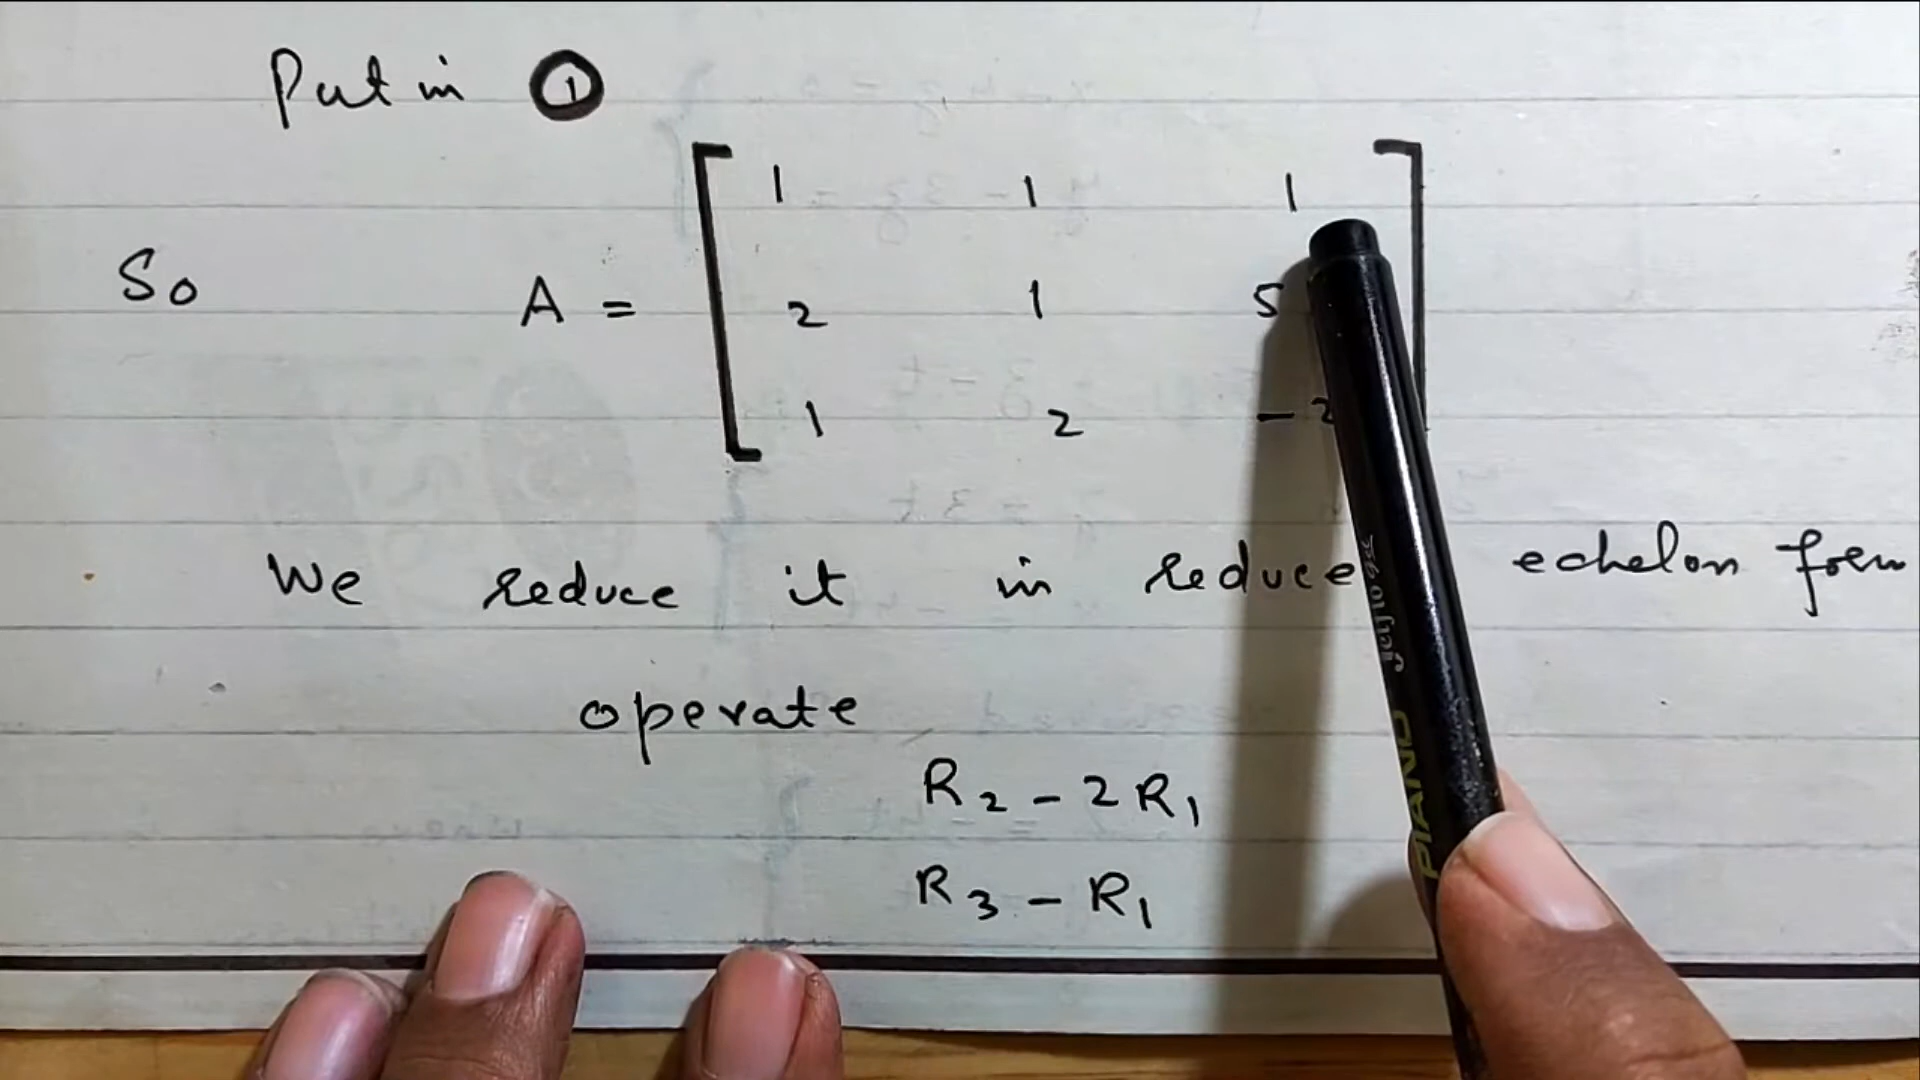 Put in ①
1 1 1
So A = 2 1 5
1 2 - 2
We reduce it in reduce echelon form
operate
R₂ - 2R₁
R₃ - R₁
PIANO